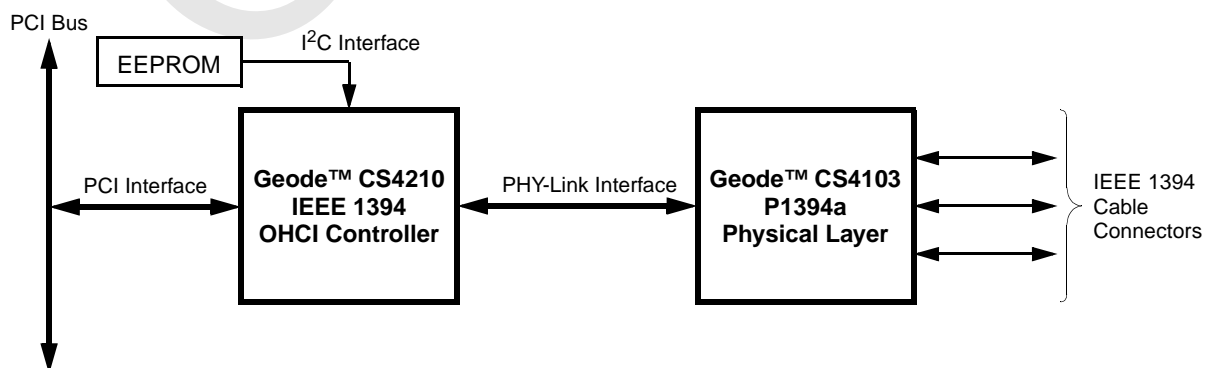 PCI Bus
I²C Interface
EEPROM
PCI Interface
Geode™ CS4210
IEEE 1394
OHCI Controller
PHY-Link Interface
Geode™ CS4103
P1394a
Physical Layer
IEEE 1394
Cable
Connectors